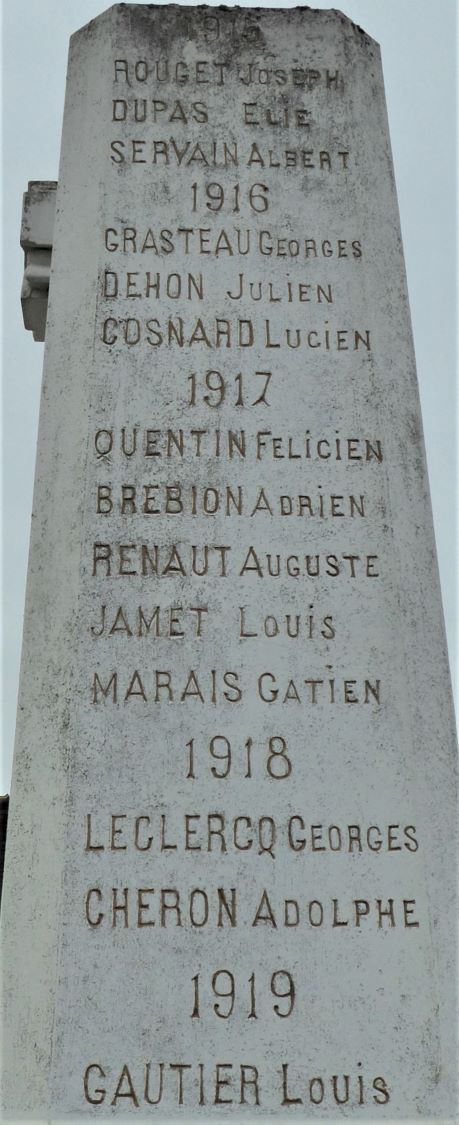 1915
ROUGET JOSEPH
DUPAS ELIE
SERVAIN ALBERT
1916
GRASTEAU GEORGES
DEHON JULIEN
COSNARD LUCIEN
1917
QUENTIN FELICIEN
BREBION ADRIEN
RENAUT AUGUSTE
JAMET LOUIS
MARAIS GATIEN
1918
LECLERCQ GEORGES
CHERON ADOLPHE
1919
GAUTIER LOUIS